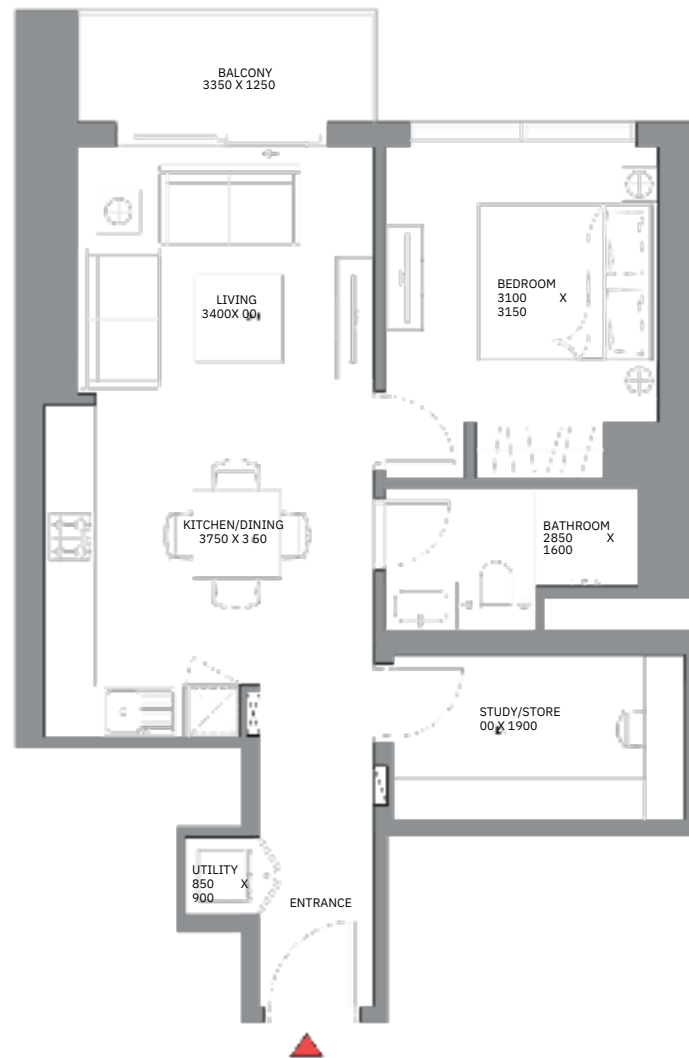 BALCONY
3350 X 1250
BEDROOM
3100 X
3150
LIVING
3400X 00
KITCHEN/DINING
3750 X 3 60
BATHROOM
2850 X
1600
STUDY/STORE
00 X 1900
UTILITY
850 X
900
ENTRANCE